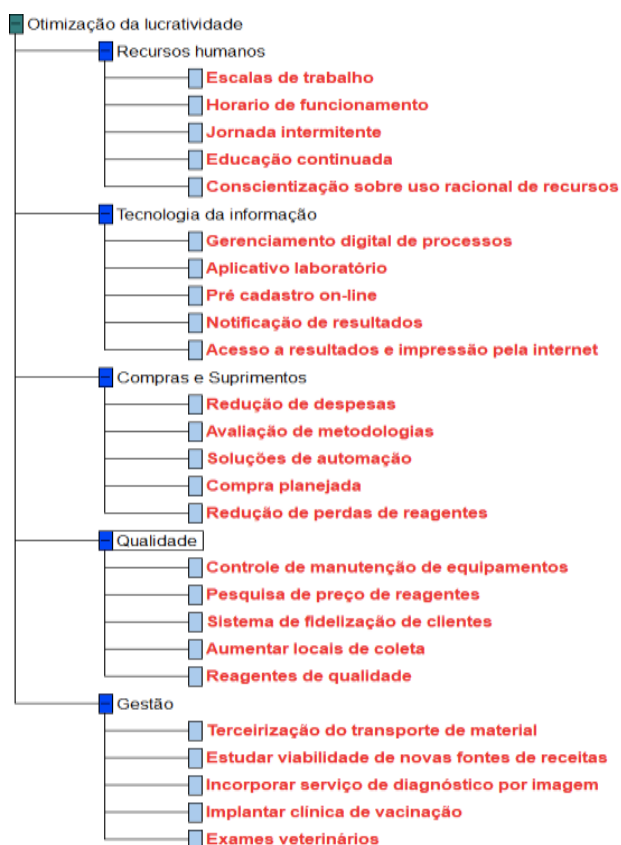 Otimização da lucratividade
Recursos humanos
Escalas de trabalho
Horario de funcionamento
Jornada intermitente
Educação continuada
Conscientização sobre uso racional de recursos
Tecnologia da informação
Gerenciamento digital de processos
Aplicativo laboratório
Pré cadastro on-line
Notificação de resultados
Acesso a resultados e impressão pela internet
Compras e Suprimentos
Redução de despesas
Avaliação de metodologias
Soluções de automação
Compra planejada
Redução de perdas de reagentes
Qualidade
Controle de manutenção de equipamentos
Pesquisa de preço de reagentes
Sistema de fidelização de clientes
Aumentar locais de coleta
Reagentes de qualidade
Gestão
Terceirização do transporte de material
Estudar viabilidade de novas fontes de receitas
Incorporar serviço de diagnóstico por imagem
Implantar clínica de vacinação
Exames veterinários